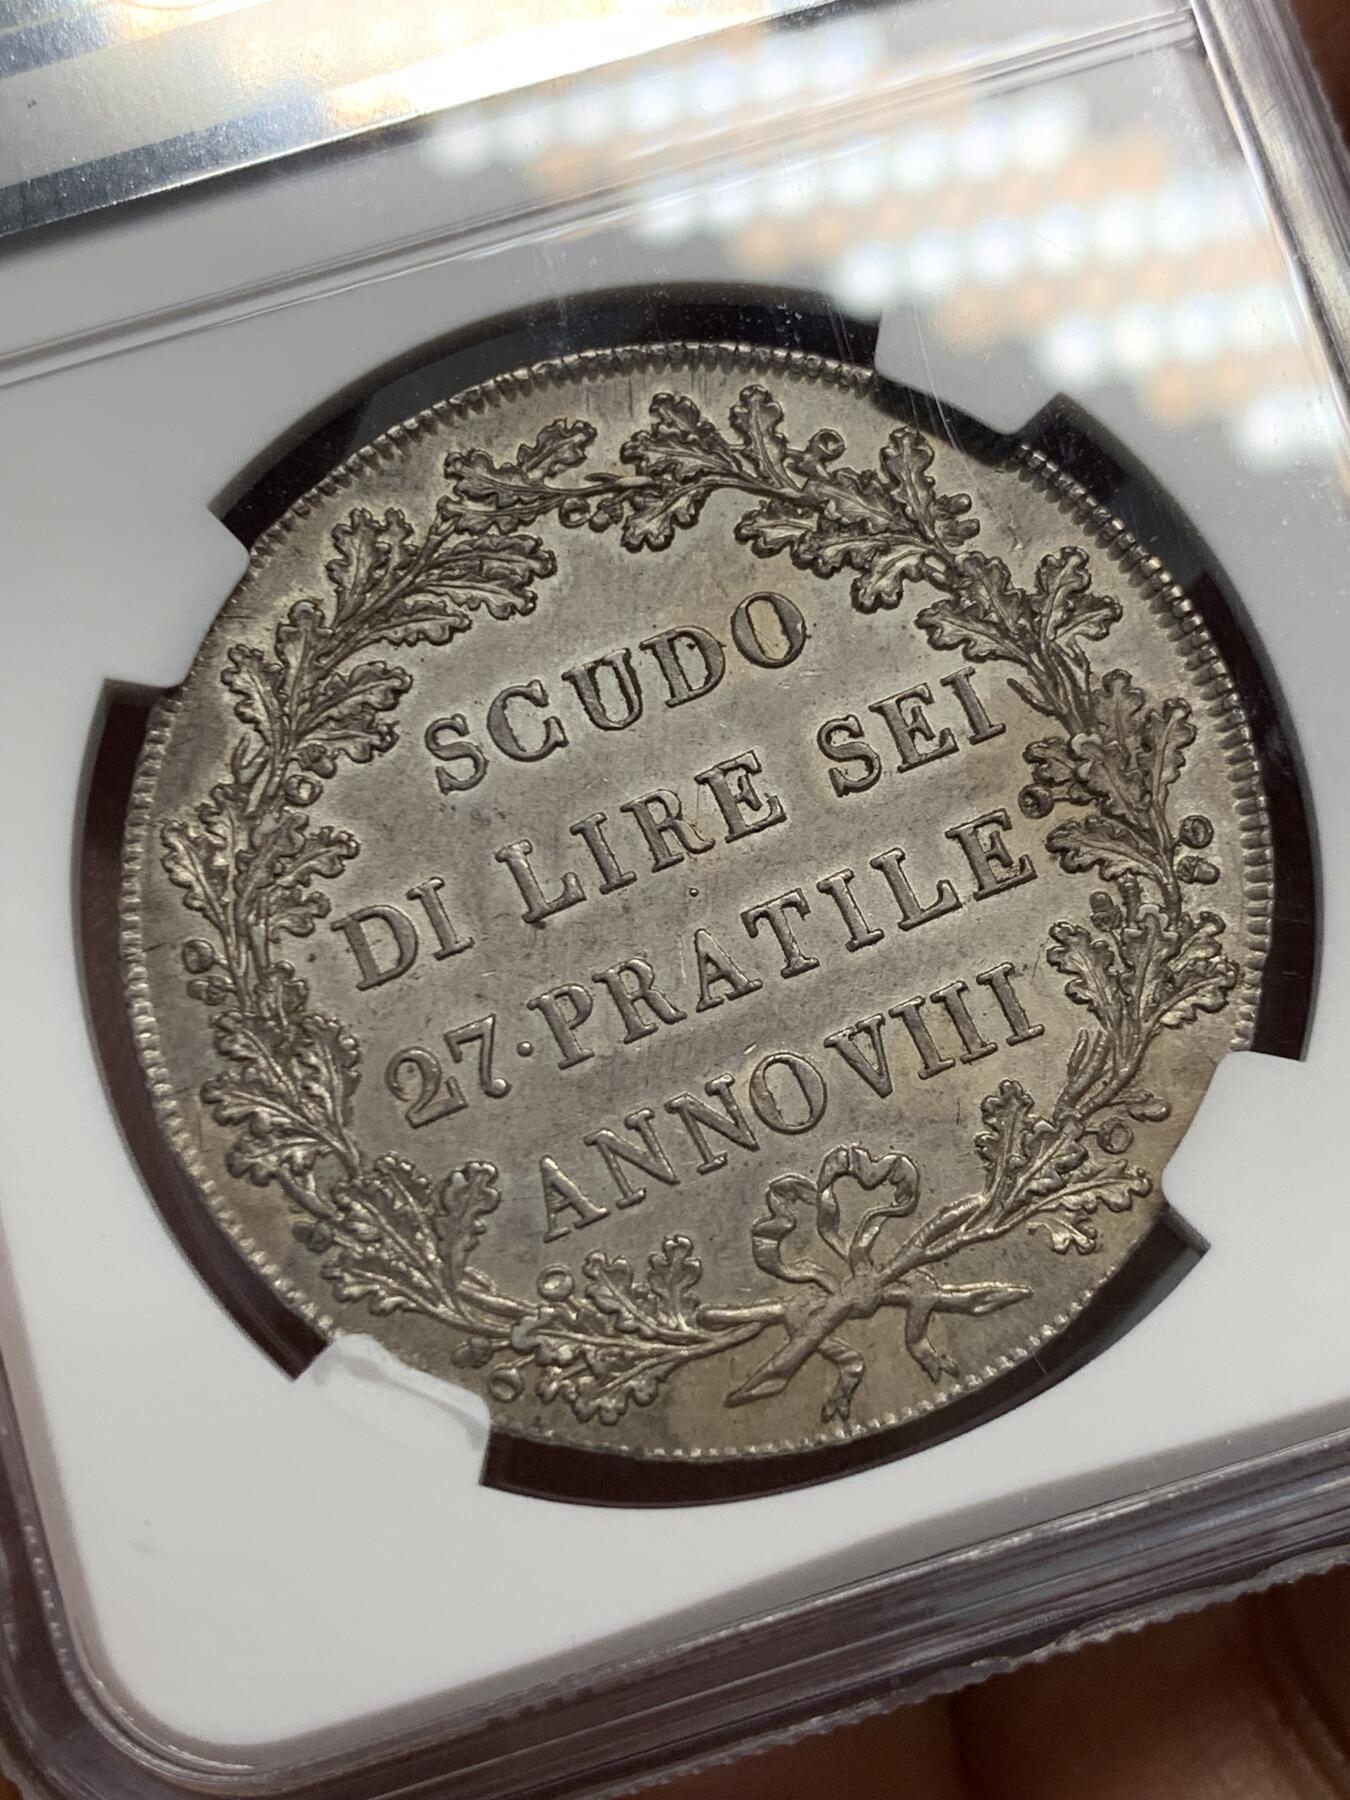 SCUDO
DI LIRE SEI
27·PRATILE
ANNO VIII